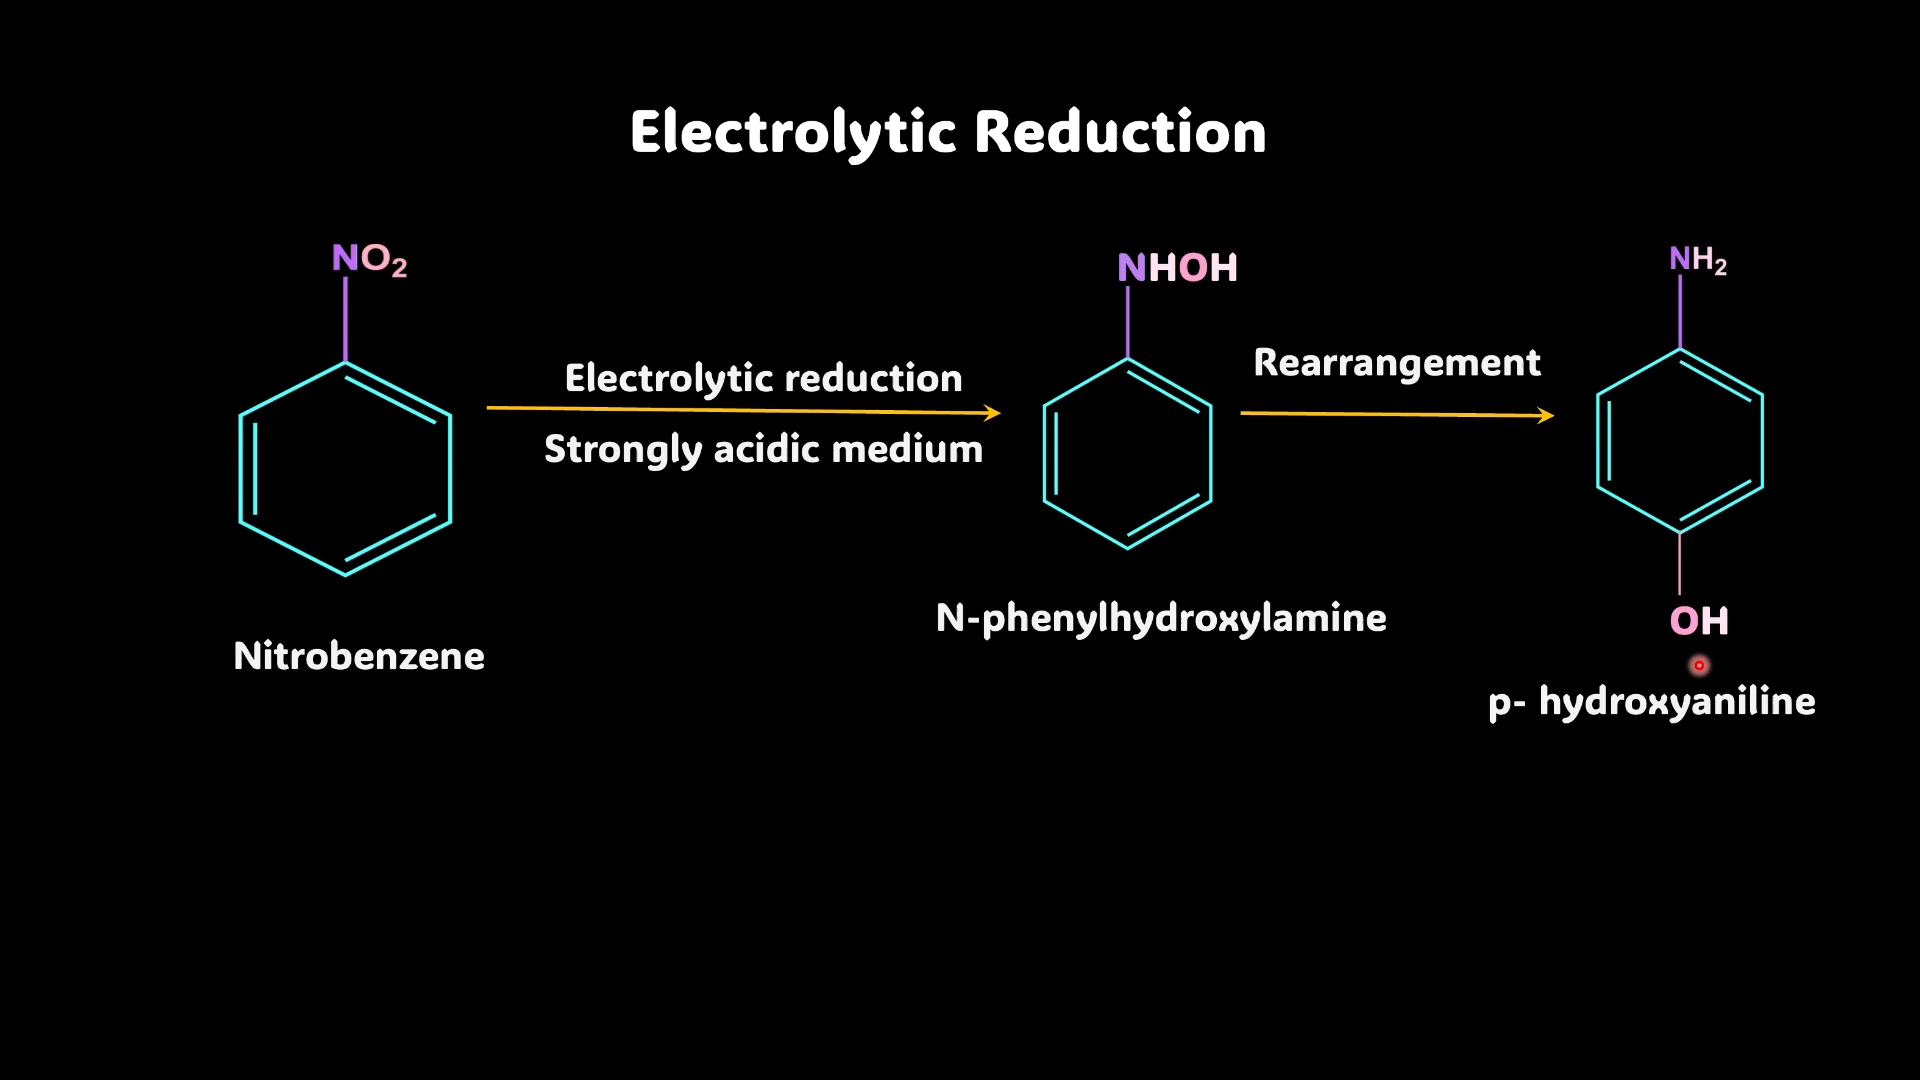 Electrolytic Reduction
NO2
Electrolytic reduction
Strongly acidic medium
Nitrobenzene
NHOH
N-phenylhydroxylamine
Rearrangement
NH2
OH
p- hydroxyaniline